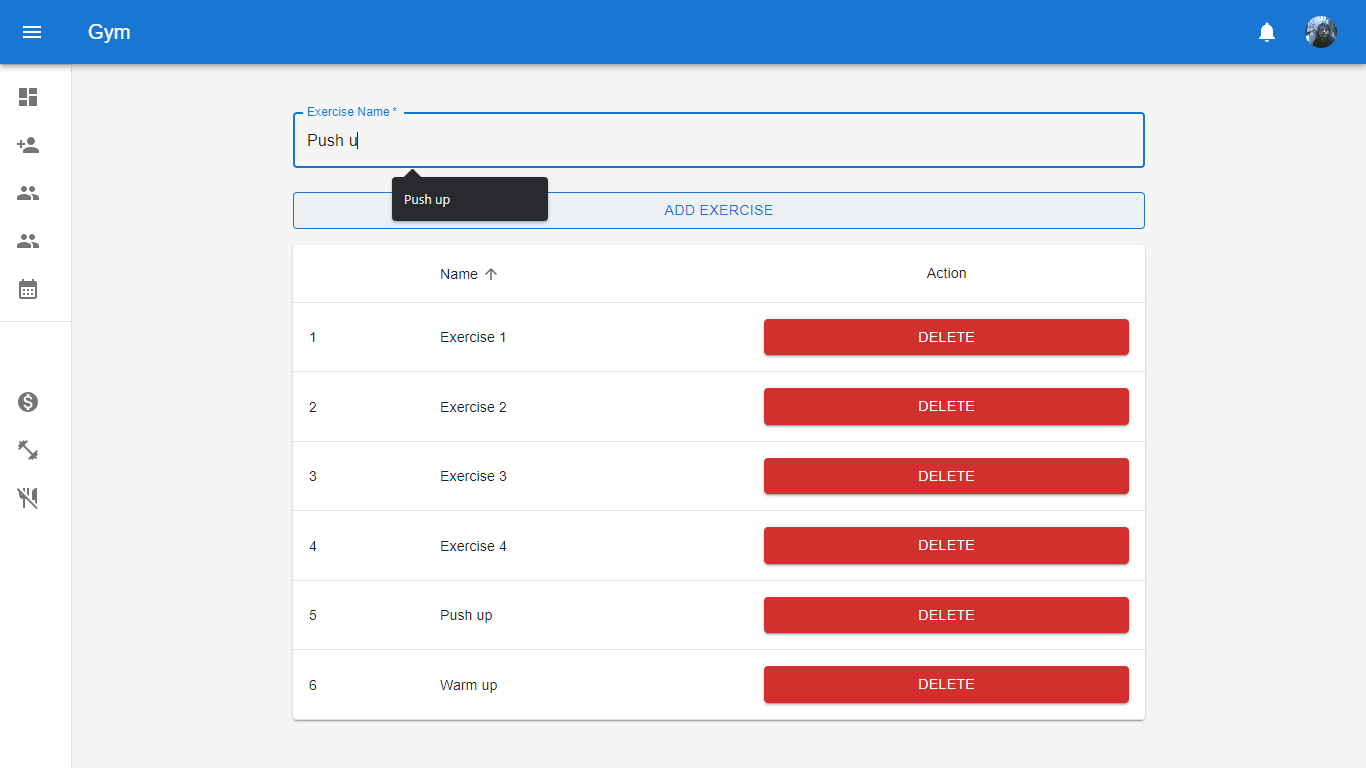 Gym
Exercise Name *
Push u
Push up
ADD EXERCISE
Name Action
1 Exercise 1 DELETE
2 Exercise 2 DELETE
3 Exercise 3 DELETE
4 Exercise 4 DELETE
5 Push up DELETE
6 Warm up DELETE